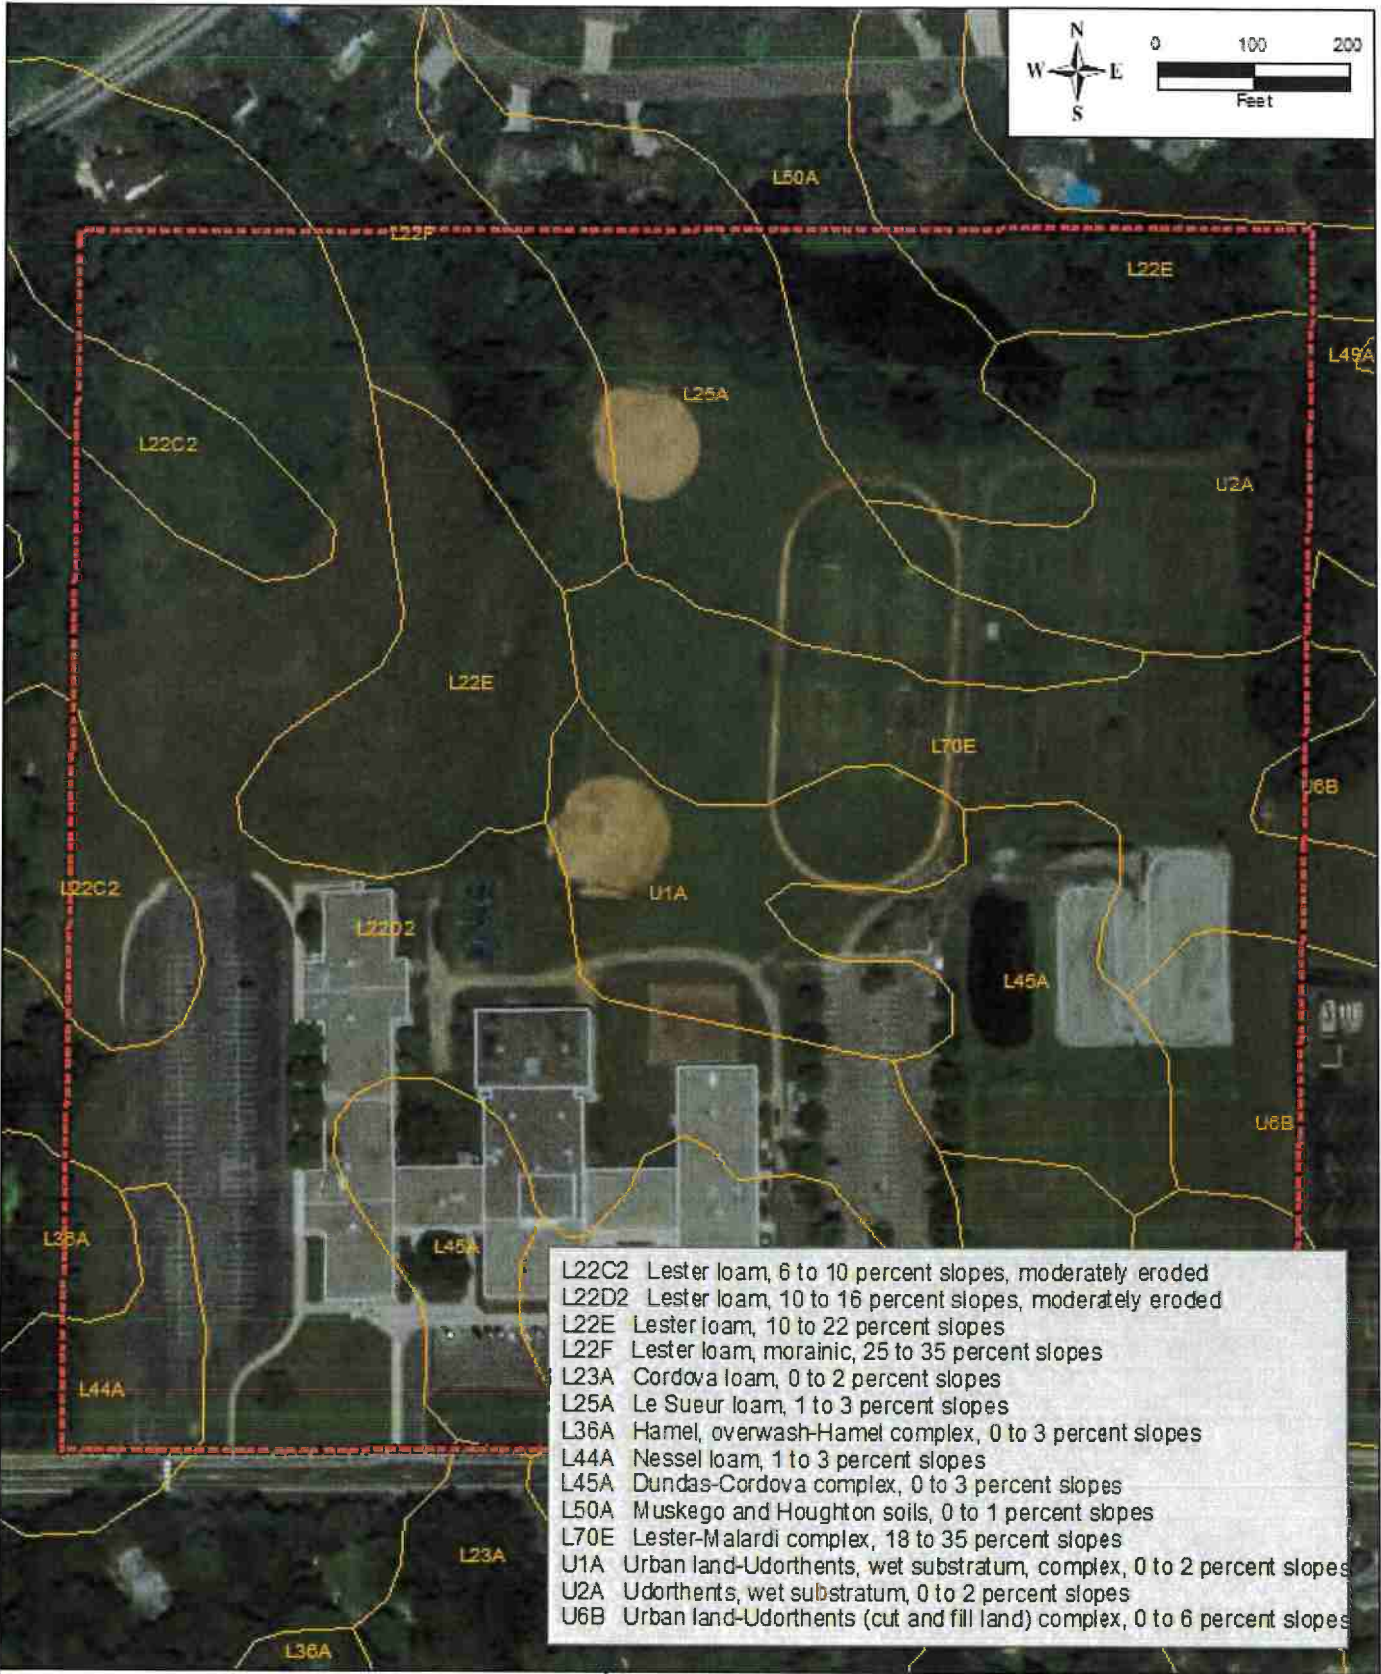 N
W E
S
0 100 200
Feet
L50A
L22F
L22E
L49A
L25A
L22C2
U2A
L22E
L70E
U6B
L22C2
U1A
L22D2
L45A
U6B
L36A
L45A
L44A
L22C2 Lester loam, 6 to 10 percent slopes, moderately eroded
L22D2 Lester loam, 10 to 16 percent slopes, moderately eroded
L22E Lester loam, 10 to 22 percent slopes
L22F Lester loam, morainic, 25 to 35 percent slopes
L23A Cordova loam, 0 to 2 percent slopes
L25A Le Sueur loam, 1 to 3 percent slopes
L36A Hamel, overwash-Hamel complex, 0 to 3 percent slopes
L44A Nessel loam, 1 to 3 percent slopes
L45A Dundas-Cordova complex, 0 to 3 percent slopes
L50A Muskego and Houghton soils, 0 to 1 percent slopes
L70E Lester-Malardi complex, 18 to 35 percent slopes
U1A Urban land-Udorthents, wet substratum, complex, 0 to 2 percent slopes
U2A Udorthents, wet substratum, 0 to 2 percent slopes
U6B Urban land-Udorthents (cut and fill land) complex, 0 to 6 percent slopes
L23A
L36A